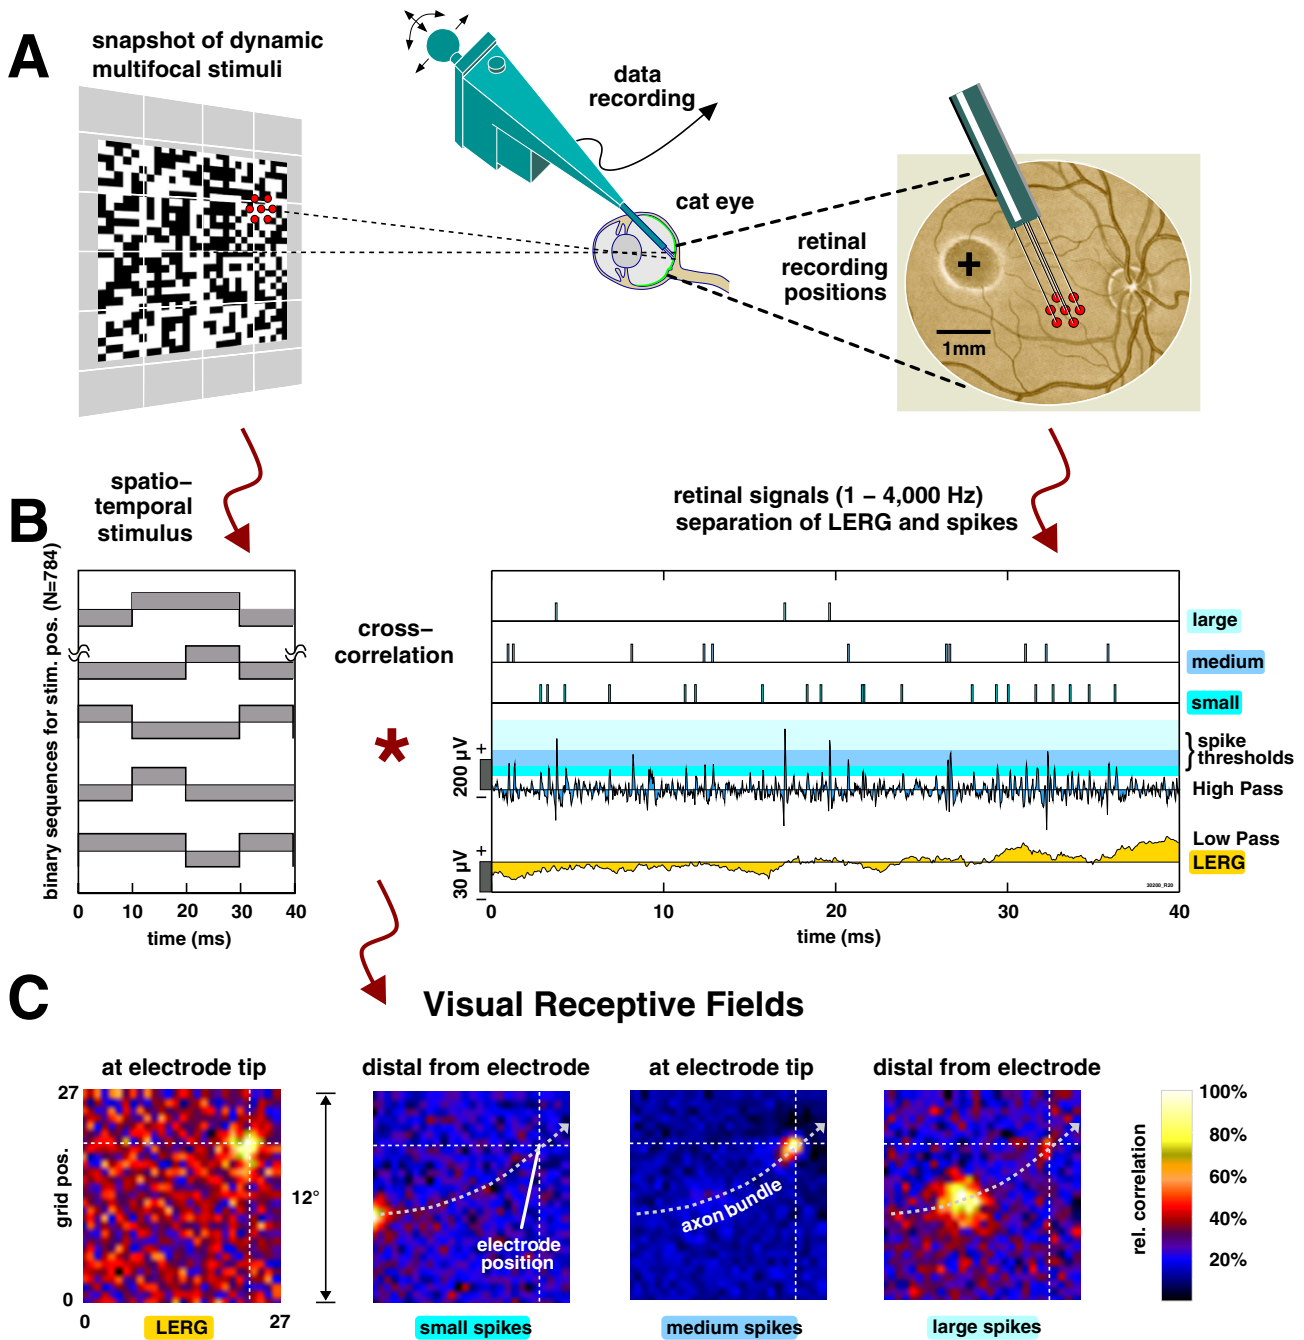 A
snapshot of dynamic
multifocal stimuli
data
recording
cat eye
retinal
recording
positions
+
1mm
B
spatio–
temporal
stimulus
retinal signals (1 – 4,000 Hz)
separation of LERG and spikes
binary sequences for stim. pos. (N=784)
0 10 20 30 40
time (ms)
cross–
correlation
*
large
medium
small
spike
thresholds
High Pass
Low Pass
LERG
+
200 µV
–
+
30 µV
–
30200_R20
0 10 20 30 40
time (ms)
C
Visual Receptive Fields
at electrode tip
distal from electrode
at electrode tip
distal from electrode
27
grid pos.
0
0 27
12°
electrode
position
axon bundle
LERG
small spikes
medium spikes
large spikes
rel. correlation
100%
80%
60%
40%
20%